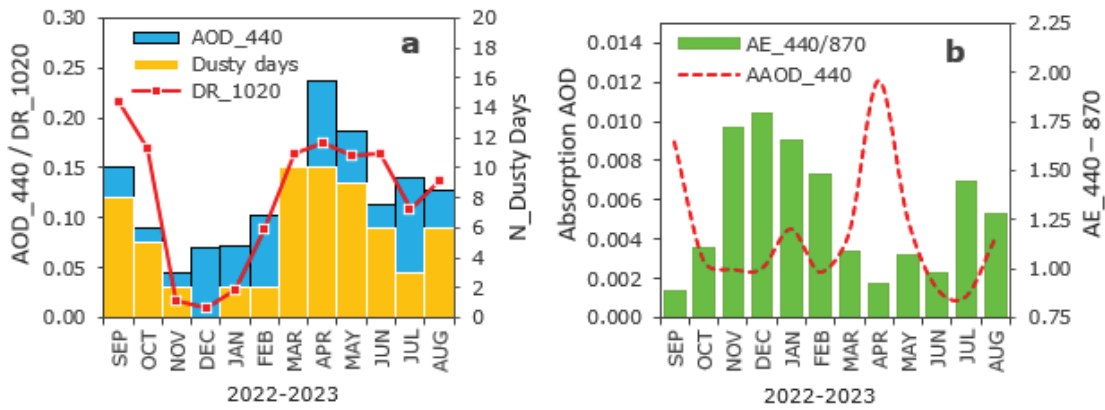 0.30
0.25
0.20
0.15
0.10
0.05
0.00
AOD_440 / DR_1020
AOD_440
Dusty days
DR_1020
a
20
18
16
14
12
10
8
6
4
2
0
N_Dusty Days
SEP
OCT
NOV
DEC
JAN
FEB
MAR
APR
MAY
JUN
JUL
AUG
2022-2023
0.014
0.012
0.010
0.008
0.006
0.004
0.002
0.000
Absorption AOD
AE_440/870
AAOD_440
b
2.25
2.00
1.75
1.50
1.25
1.00
0.75
AE_440–870
SEP
OCT
NOV
DEC
JAN
FEB
MAR
APR
MAY
JUN
JUL
AUG
2022-2023